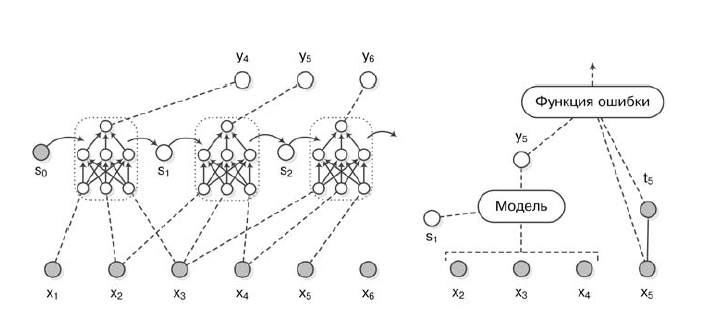 y4 y5 y6
s0 s1 s2
x1 x2 x3 x4 x5 x6
Функция ошибки
y5
t5
Модель
s1
x2 x3 x4 x5